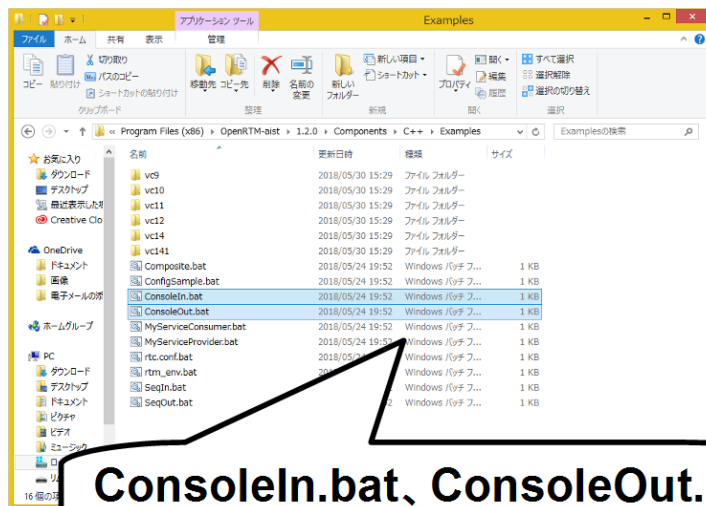 アプリケーション ツール
Examples
ファイル ホーム 共有 表示 管理
コピー
貼り付け
切り取り
パスのコピー
ショートカットの貼り付け
クリップボード
移動先
コピー先
削除
名前の変更
整理
新しいフォルダー
新しい項目
ショートカット
新規
プロパティ
開く
編集
履歴
開く
すべて選択
選択解除
選択の切り替え
選択
« Program Files (x86) OpenRTM-aist 1.2.0 Components C++ Examples
Examplesの検索
お気に入り
ダウンロード
デスクトップ
最近表示した
Creative Clo
OneDrive
ドキュメント
画像
電子メールの
ホームグループ
PC
ダウンロード
デスクトップ
ドキュメント
ピクチャ
ビデオ
ミュージック
16 個の
名前 更新日時 種類 サイズ
vc9 2018/05/30 15:29 ファイル フォルダー
vc10 2018/05/30 15:29 ファイル フォルダー
vc11 2018/05/30 15:29 ファイル フォルダー
vc12 2018/05/30 15:29 ファイル フォルダー
vc14 2018/05/30 15:29 ファイル フォルダー
vc141 2018/05/30 15:29 ファイル フォルダー
Composite.bat 2018/05/24 19:52 Windows バッチ フ... 1 KB
ConfigSample.bat 2018/05/24 19:52 Windows バッチ フ... 1 KB
ConsoleIn.bat 2018/05/24 19:52 Windows バッチ フ... 1 KB
ConsoleOut.bat 2018/05/24 19:52 Windows バッチ フ... 1 KB
MyServiceConsumer.bat 2018/05/24 19:52 Windows バッチ フ... 1 KB
MyServiceProvider.bat 2018/05/24 19:52 Windows バッチ フ... 1 KB
rtc.conf.bat 2018/05/24 Windows バッチ フ... 1 KB
rtm_env.bat Windows バッチ フ... 1 KB
SeqIn.bat Windows バッチ フ... 1 KB
SeqOut.bat Windows バッチ フ... 1 KB
ConsoleIn.bat、ConsoleOut.